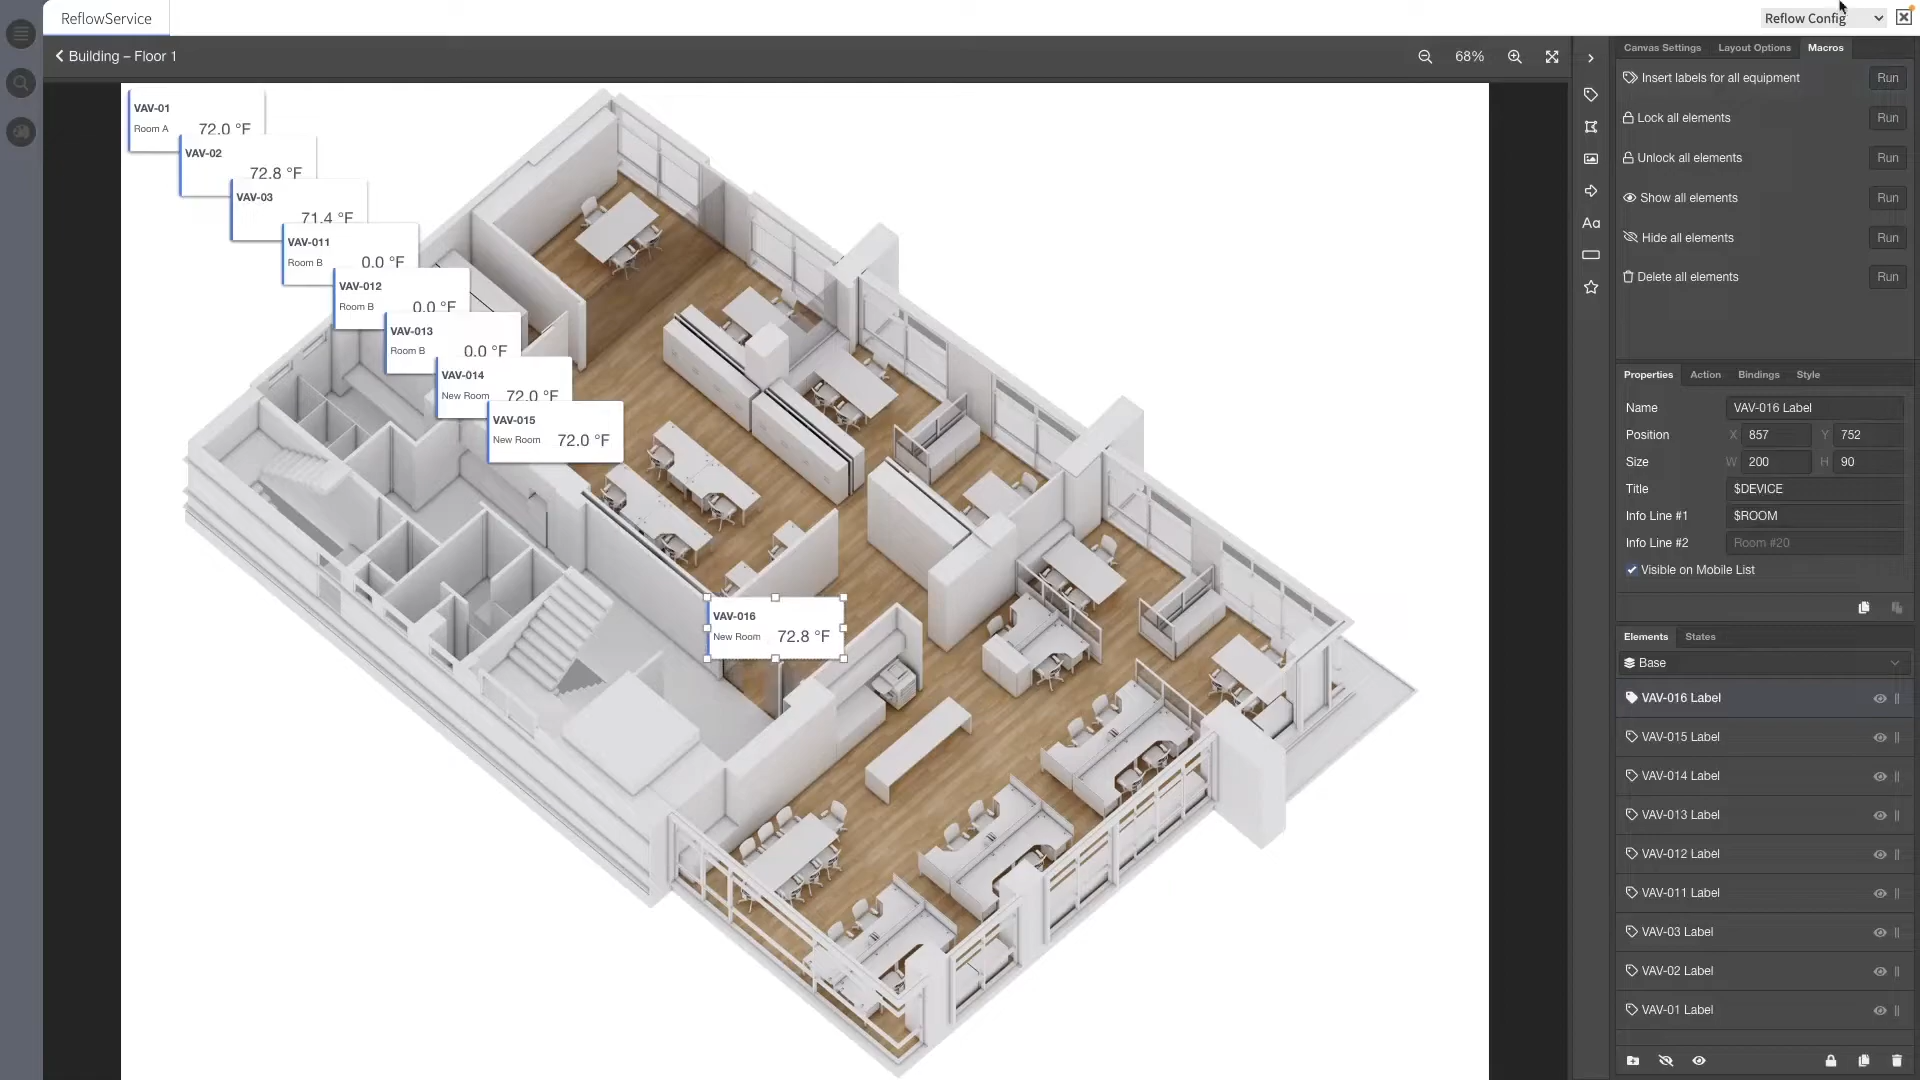 ReflowService
Reflow Config
Building – Floor 1
68%
Canvas Settings
Layout Options
Macros
Insert labels for all equipment
Run
Lock all elements
Run
Unlock all elements
Run
Show all elements
Run
Hide all elements
Run
Delete all elements
Run
Aa
VAV-01
Room A
72.0 °F
VAV-02
72.8 °F
VAV-03
71.4 °F
VAV-011
Room B
0.0 °F
VAV-012
Room B
0.0 °F
VAV-013
Room B
0.0 °F
VAV-014
New Room
72.0 °F
VAV-015
New Room
72.0 °F
VAV-016
New Room
72.8 °F
Properties
Action
Bindings
Style
Name
VAV-016 Label
Position
X
857
Y
752
Size
W
200
H
90
Title
$DEVICE
Info Line #1
$ROOM
Info Line #2
Room #20
Visible on Mobile List
Elements
States
Base
VAV-016 Label
VAV-015 Label
VAV-014 Label
VAV-013 Label
VAV-012 Label
VAV-011 Label
VAV-03 Label
VAV-02 Label
VAV-01 Label